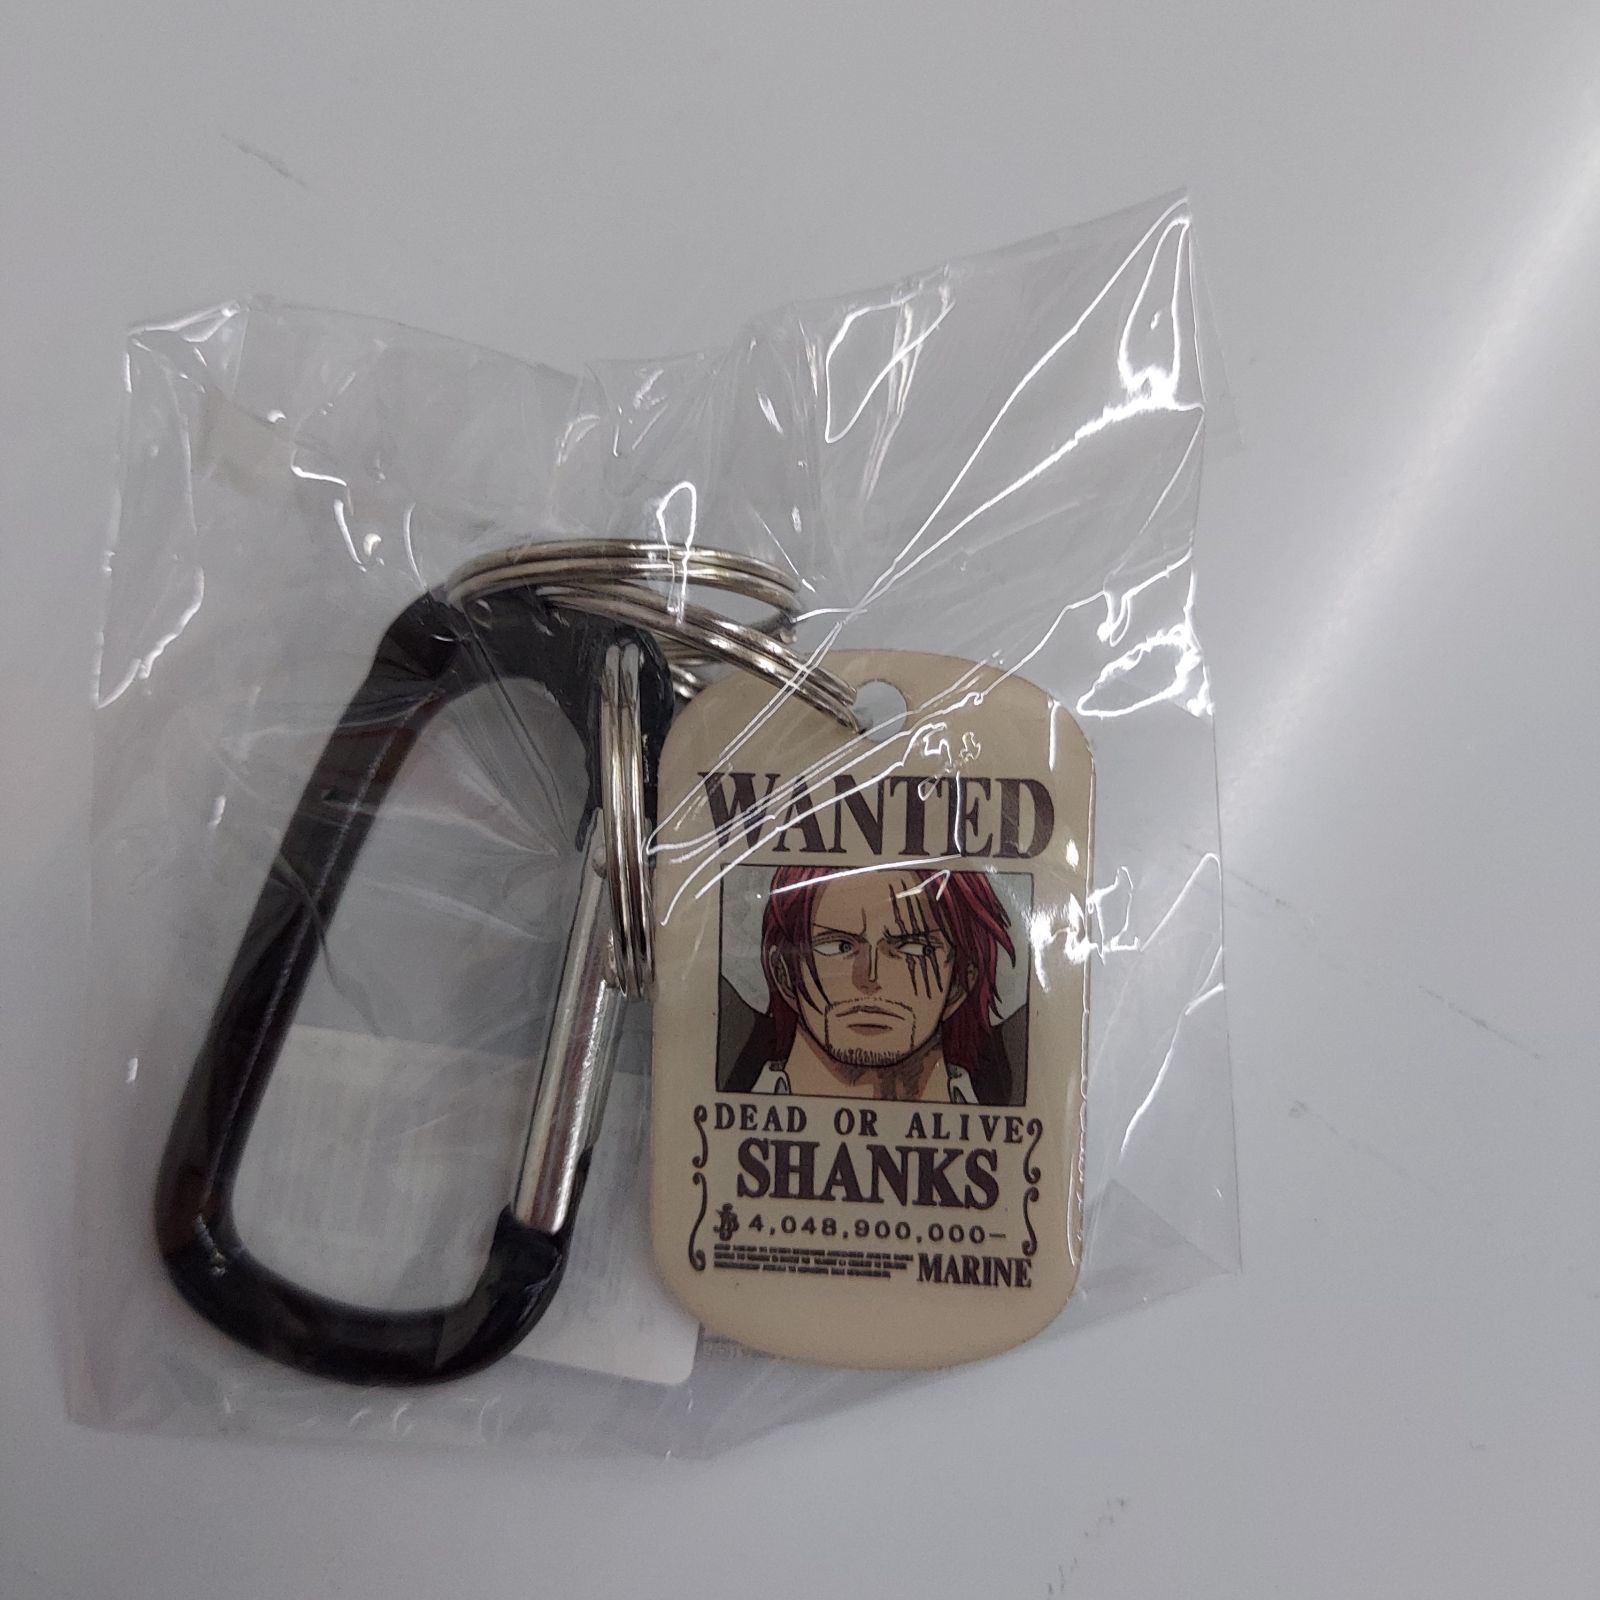 WANTED
DEAD OR ALIVE
SHANKS
฿4,048,900,000-
MARINE